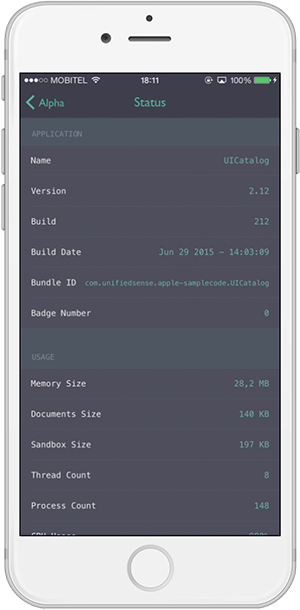 MOBITEL 18:11 100%
Alpha Status
APPLICATION
Name UICatalog
Version 2.12
Build 212
Build Date Jun 29 2015 – 14:03:09
Bundle ID com.unifiedsense.apple-samplecode.UICatalog
Badge Number 0
USAGE
Memory Size 28,2 MB
Documents Size 140 KB
Sandbox Size 197 KB
Thread Count 8
Process Count 148
CPU Usage